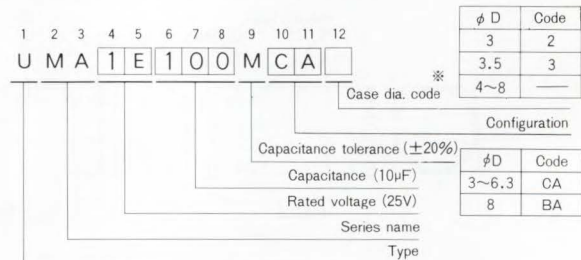 1 2 3 4 5 6 7 8 9 10 11 12
U M A 1 E 1 0 0 M C A
φ D Code
3 2
3.5 3
4~8 —
※
Case dia. code
Configuration
Capacitance tolerance (±20%)
Capacitance (10μF)
Rated voltage (25V)
Series name
Type
φD Code
3~6.3 CA
8 BA